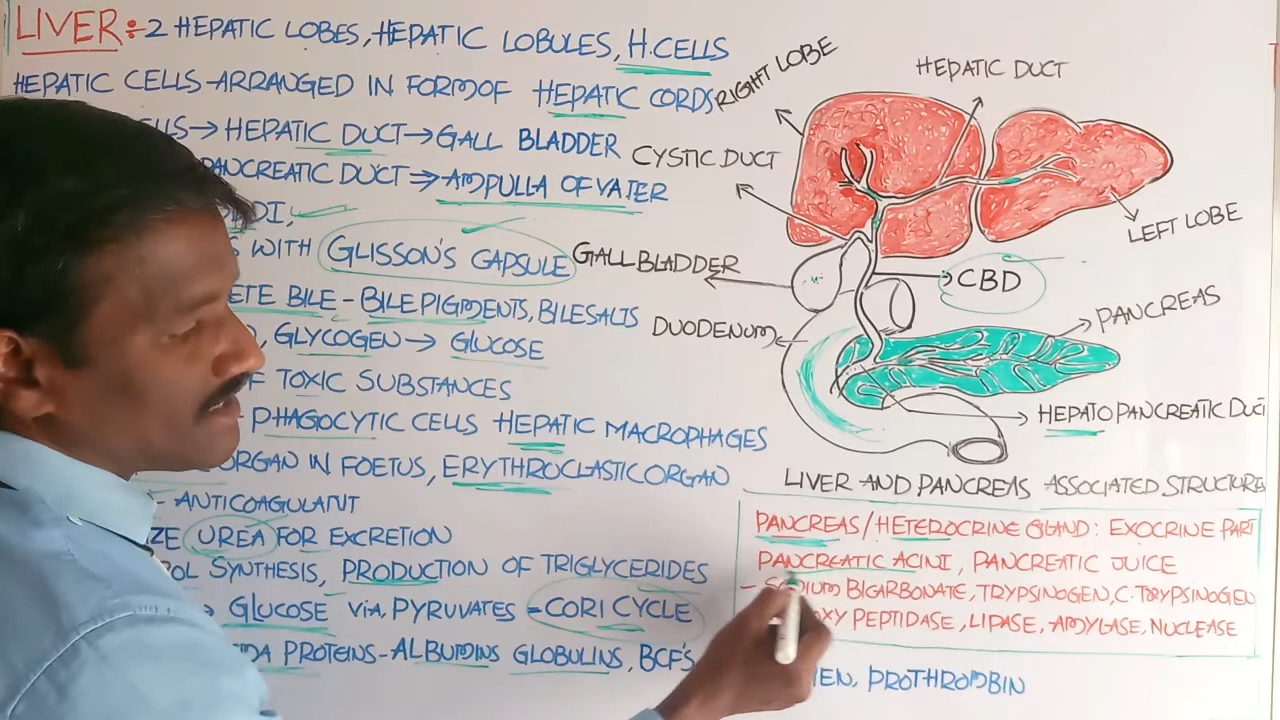 LIVER÷2 HEPATIC LOBES, HEPATIC LOBULES, H.CELLS
HEPATIC CELLS-ARRANGED IN FORM OF HEPATIC CORDS
→ HEPATIC DUCT→GALL BLADDER
PANCREATIC DUCT⇒AMPULLA OF VATER
WITH GLISSON'S CAPSULE
BILE-BILE PIGMENTS, BILE SALTS
GLYCOGEN→ GLUCOSE
TOXIC SUBSTANCES
PHAGOCYTIC CELLS HEPATIC MACROPHAGES
ORGAN IN FOETUS, ERYTHROCLASTIC ORGAN
- ANTICOAGULANT
UREA FOR EXCRETION
SYNTHESIS, PRODUCTION OF TRIGLYCERIDES
GLUCOSE VIA, PYRUVATES =CORI CYCLE
PROTEINS-ALBUMINS GLOBULINS, BCF'S
PROTHROMBIN
RIGHT LOBE
HEPATIC DUCT
CYSTIC DUCT
LEFT LOBE
GALL BLADDER
CBD
DUODENUM
PANCREAS
HEPATO PANCREATIC DUCT
LIVER AND PANCREAS ASSOCIATED STRUCTURE
PANCREAS/HETEROCRINE GLAND: EXOCRINE PART
PANCREATIC ACINI, PANCREATIC JUICE
- SODIUM BICARBONATE, TRYPSINOGEN, C.TRYPSINOGEN
PEPTIDASE, LIPASE, AMYLASE, NUCLEASE